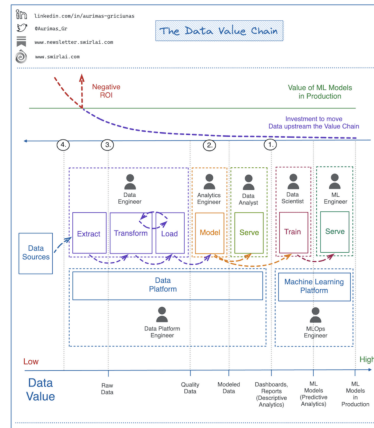 linkedin.com/in/aurimas-griciunas
@Aurimas_Gr
www.newsletter.swirlai.com
www.swirlai.com
The Data Value Chain
Negative
ROI
Value of ML Models
in Production
Investment to move
Data upstream the Value Chain
4.
3.
2.
1.
Data
Engineer
Analytics
Engineer
Data
Analyst
Data
Scientist
ML
Engineer
Data
Sources
Extract
Transform
Load
Model
Serve
Train
Serve
Data
Platform
Machine Learning
Platform
Data Platform
Engineer
MLOps
Engineer
Low
High
Data
Value
Raw
Data
Quality
Data
Modeled
Data
Dashboards,
Reports
(Descriptive
Analytics)
ML
Models
(Predictive
Analytics)
ML
Models
in
Production